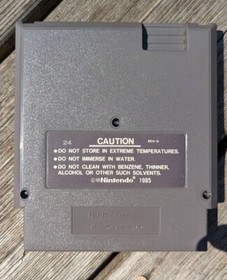 24 CAUTION REV-A
● DO NOT STORE IN EXTREME TEMPERATURES.
● DO NOT IMMERSE IN WATER.
● DO NOT CLEAN WITH BENZENE, THINNER,
ALCOHOL OR OTHER SUCH SOLVENTS.
©®Nintendo 1985